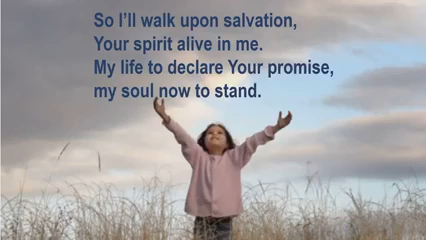 So I'll walk upon salvation,
Your spirit alive in me.
My life to declare Your promise,
my soul now to stand.